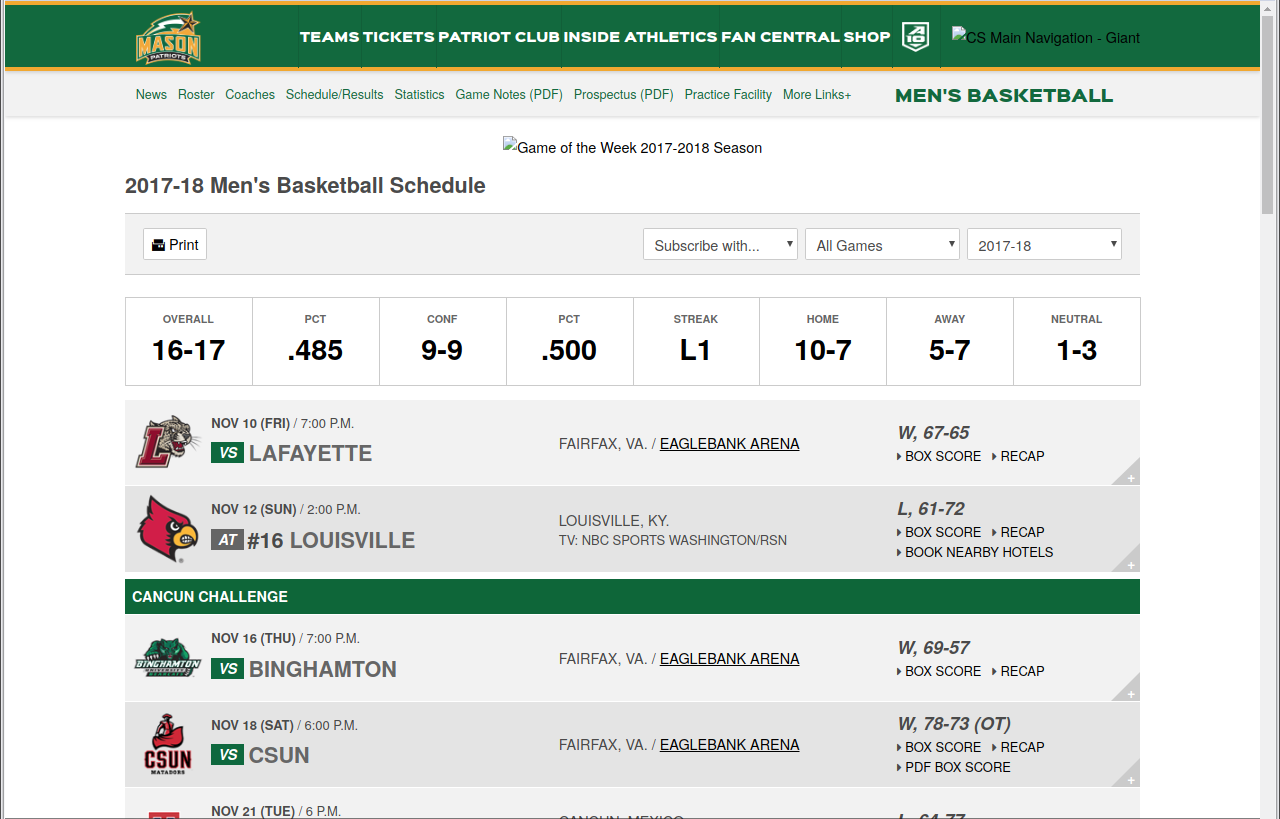 MASON
PATRIOTS
TEAMS TICKETS PATRIOT CLUB INSIDE ATHLETICS FAN CENTRAL SHOP
A10
CS Main Navigation - Giant
News Roster Coaches Schedule/Results Statistics Game Notes (PDF) Prospectus (PDF) Practice Facility More Links+
MEN'S BASKETBALL
Game of the Week 2017-2018 Season
2017-18 Men's Basketball Schedule
Print
Subscribe with...
All Games
2017-18
OVERALL PCT CONF PCT STREAK HOME AWAY NEUTRAL
16-17 .485 9-9 .500 L1 10-7 5-7 1-3
NOV 10 (FRI) / 7:00 P.M.
VS LAFAYETTE
FAIRFAX, VA. / EAGLEBANK ARENA
W, 67-65
BOX SCORE RECAP
+
NOV 12 (SUN) / 2:00 P.M.
AT #16 LOUISVILLE
LOUISVILLE, KY.
TV: NBC SPORTS WASHINGTON/RSN
L, 61-72
BOX SCORE RECAP
BOOK NEARBY HOTELS
+
CANCUN CHALLENGE
BINGHAMTON
NOV 16 (THU) / 7:00 P.M.
VS BINGHAMTON
FAIRFAX, VA. / EAGLEBANK ARENA
W, 69-57
BOX SCORE RECAP
+
CSUN
MATADORS
NOV 18 (SAT) / 6:00 P.M.
VS CSUN
FAIRFAX, VA. / EAGLEBANK ARENA
W, 78-73 (OT)
BOX SCORE RECAP
PDF BOX SCORE
+
NOV 21 (TUE) / 6 P.M.
CANCUN, MEXICO
L, 64-77